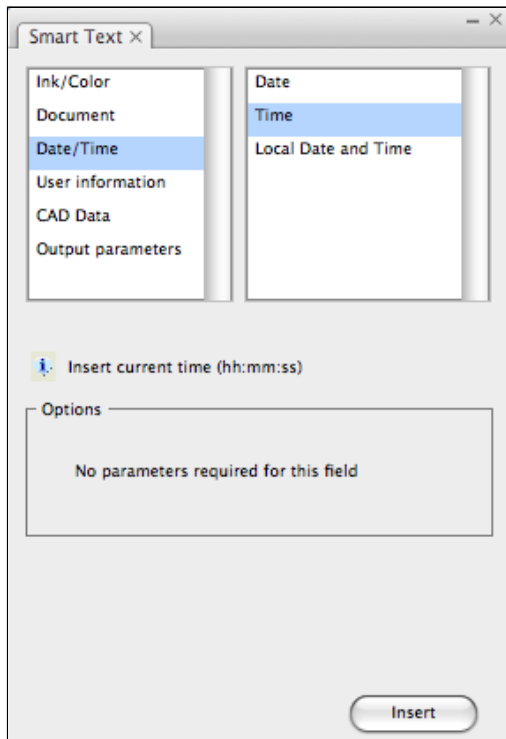 Smart Text
Ink/Color
Document
Date/Time
User information
CAD Data
Output parameters
Date
Time
Local Date and Time
Insert current time (hh:mm:ss)
Options
No parameters required for this field
Insert